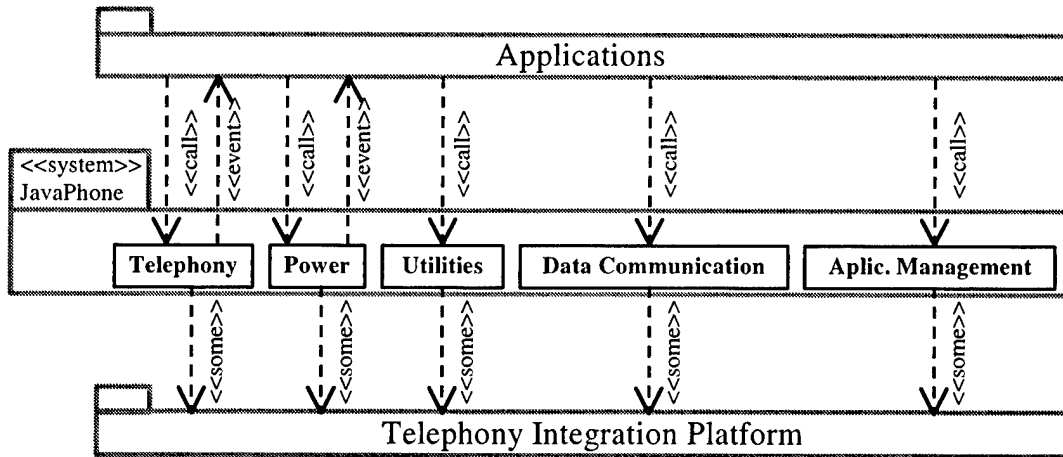 Applications
<<call>>
<<event>>
<<call>>
<<event>>
<<call>>
<<call>>
<<call>>
<<system>>
JavaPhone
Telephony
Power
Utilities
Data Communication
Aplic. Management
<<some>>
<<some>>
<<some>>
<<some>>
<<some>>
Telephony Integration Platform